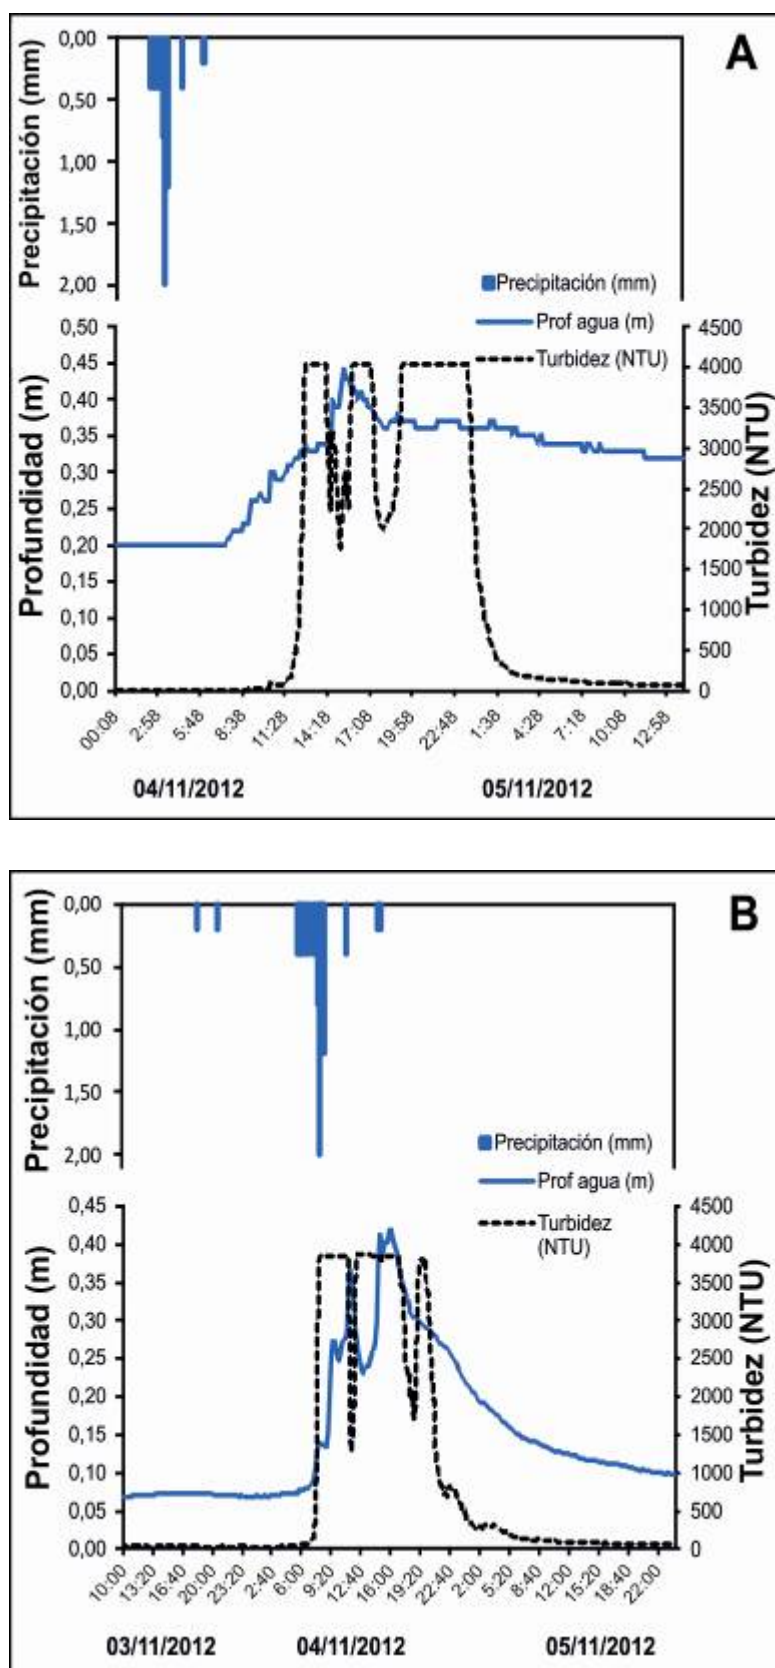 A
Precipitación (mm)
0,00
0,50
1,00
1,50
2,00
Precipitación (mm)
Prof agua (m)
Turbidez (NTU)
Profundidad (m)
0,50
0,45
0,40
0,35
0,30
0,25
0,20
0,15
0,10
0,05
0,00
4500
4000
3500
3000
2500
2000
1500
1000
500
0
Turbidez (NTU)
00:08 2:58 5:48 8:38 11:28 14:18 17:08 19:58 22:48 1:38 4:28 7:18 10:08 12:58
04/11/2012 05/11/2012
B
Precipitación (mm)
0,00
0,50
1,00
1,50
2,00
Precipitación (mm)
Prof agua (m)
Turbidez
(NTU)
Profundidad (m)
0,45
0,40
0,35
0,30
0,25
0,20
0,15
0,10
0,05
0,00
4500
4000
3500
3000
2500
2000
1500
1000
500
0
Turbidez (NTU)
10:00 13:20 16:40 20:00 23:20 2:40 6:00 9:20 12:40 16:00 19:20 22:40 2:00 5:20 8:40 12:00 15:20 18:40 22:00
03/11/2012 04/11/2012 05/11/2012